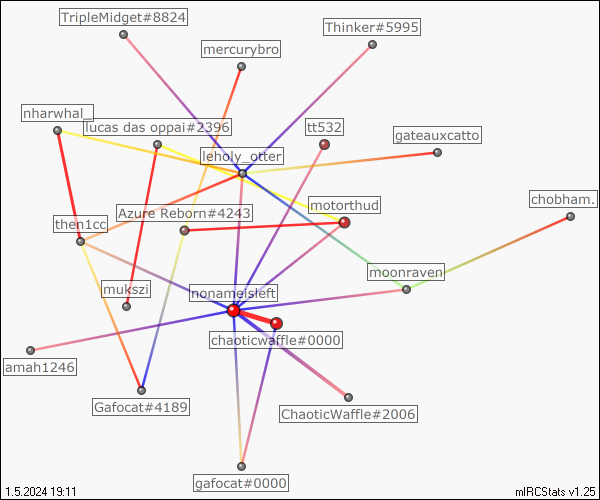 TripleMidget#8824
Thinker#5995
mercurybro
nharwhal_
lucas das oppai#2396
tt532
gateauxcatto
leholy_otter
chobham.
motorthud
Azure Reborn#4243
then1cc
moonraven
mukszi
nonameisleft
chaoticwaffle#0000
amah1246
Gafocat#4189
ChaoticWaffle#2006
gafocat#0000
1.5.2024 19:11
mIRCStats v1.25